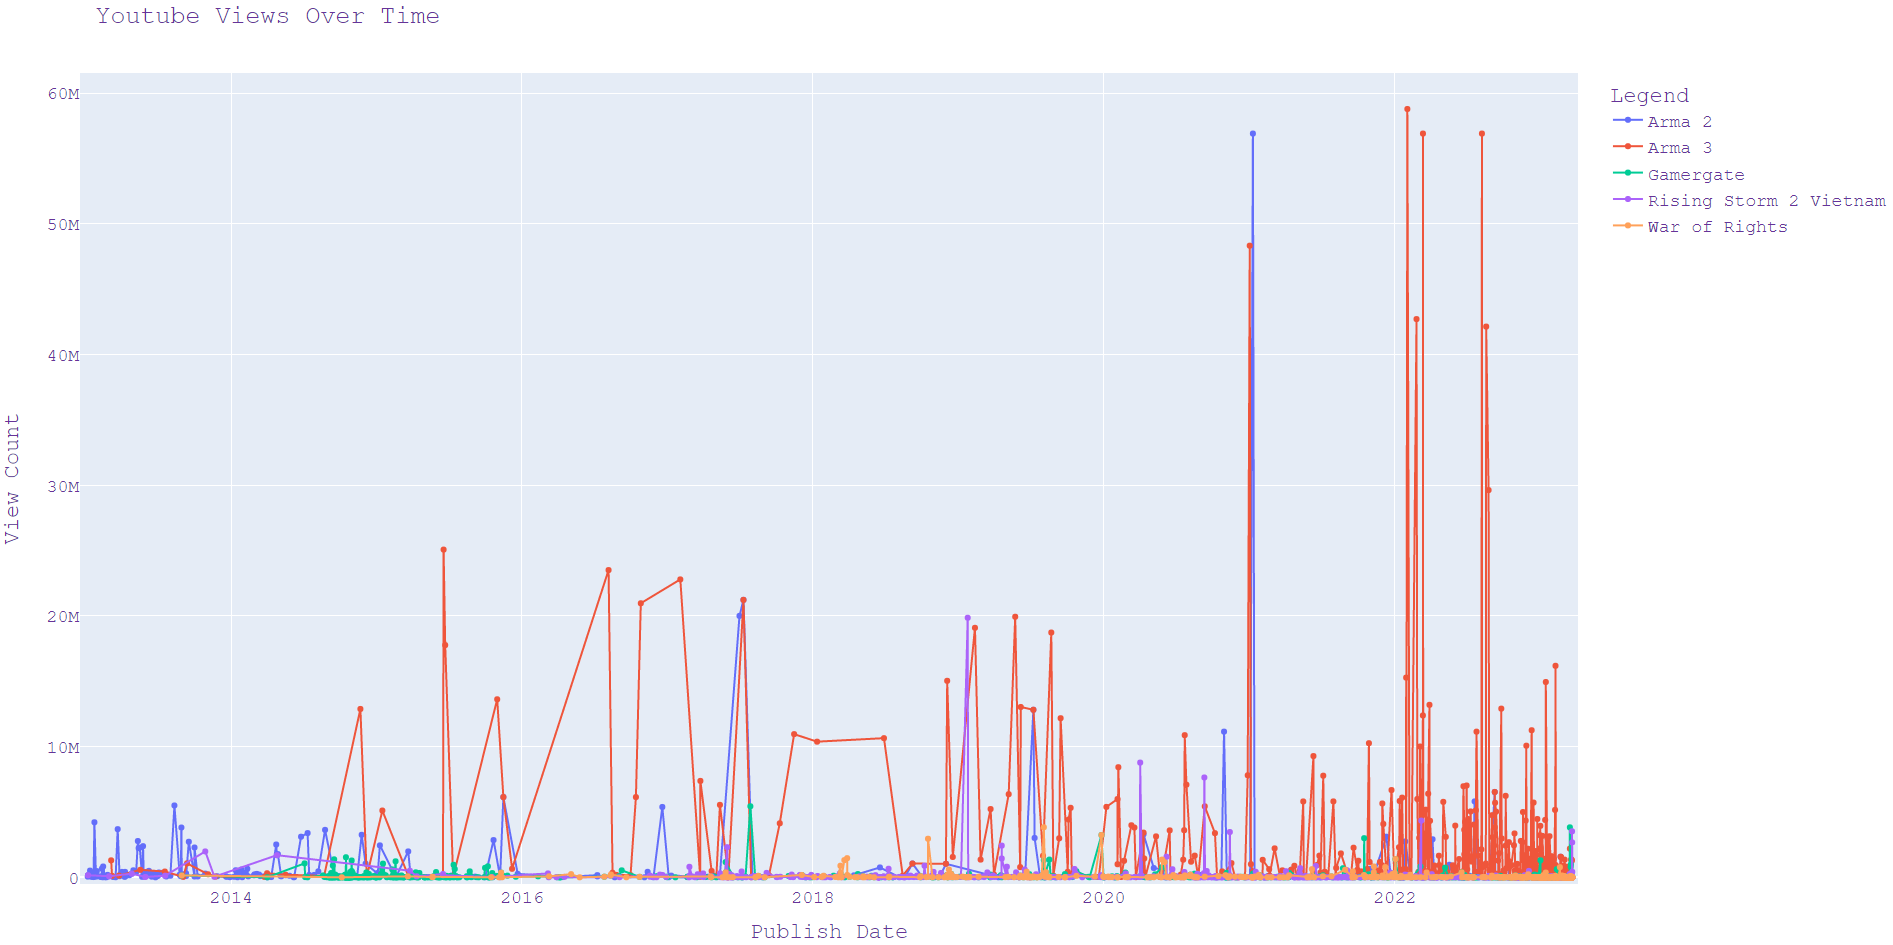 Youtube Views Over Time
Legend
Arma 2
Arma 3
Gamergate
Rising Storm 2 Vietnam
War of Rights
View Count
60M
50M
40M
30M
20M
10M
0
2014 2016 2018 2020 2022
Publish Date